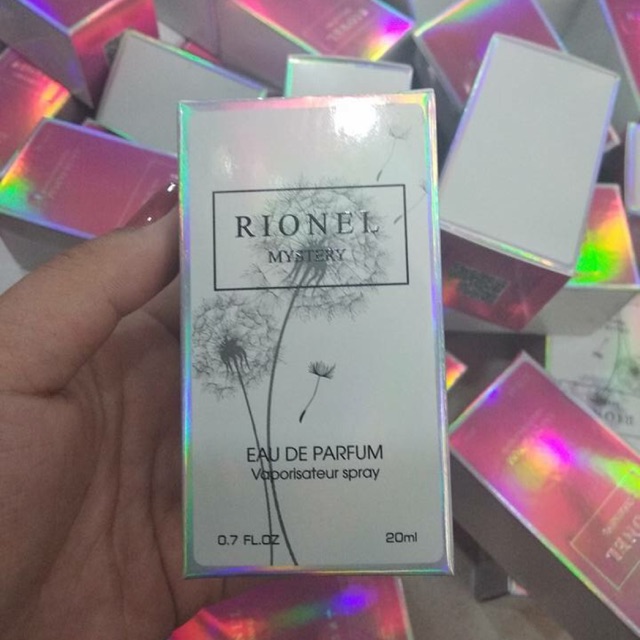 RIONEL
MYSTERY
EAU DE PARFUM
Vaporisateur spray
0.7 FL.OZ 20ml